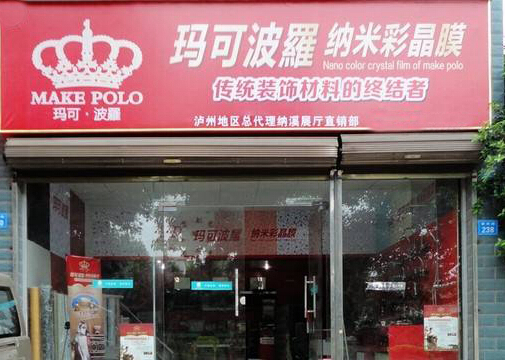 玛可波羅 纳米彩晶膜
Nano color crystal film of make polo
MAKE POLO
玛可·波羅
传统装饰材料的终结者
泸州地区总代理纳溪展厅直销部
玛可波羅 纳米彩晶膜
238